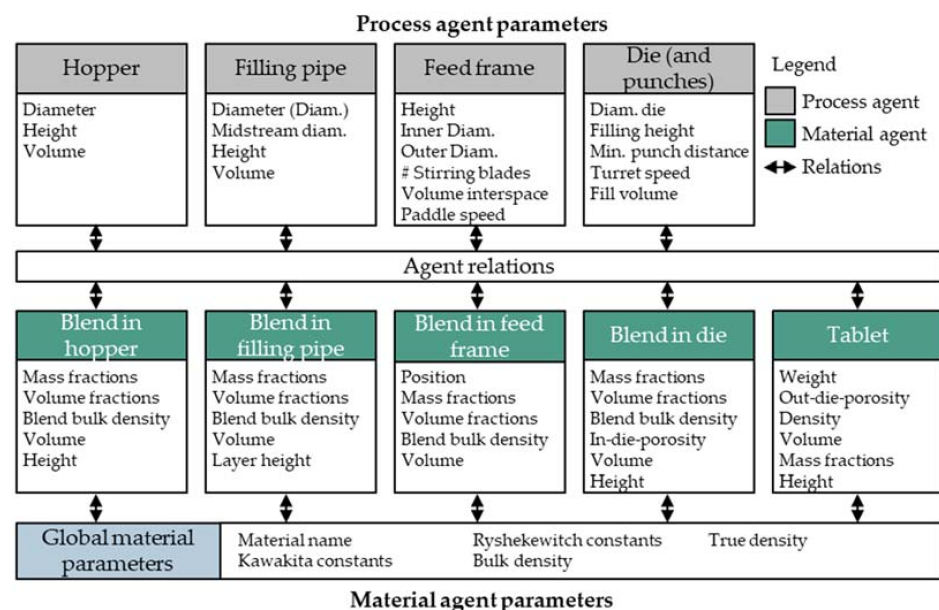 Process agent parameters
Hopper
Diameter
Height
Volume
Filling pipe
Diameter (Diam.)
Midstream diam.
Height
Volume
Feed frame
Height
Inner Diam.
Outer Diam.
# Stirring blades
Volume interspace
Paddle speed
Die (and
punches)
Diam. die
Filling height
Min. punch distance
Turret speed
Fill volume
Legend
Process agent
Material agent
Relations
Agent relations
Blend in
hopper
Mass fractions
Volume fractions
Blend bulk density
Volume
Height
Blend in
filling pipe
Mass fractions
Volume fractions
Blend bulk density
Volume
Layer height
Blend in feed
frame
Position
Mass fractions
Volume fractions
Blend bulk density
Volume
Blend in die
Mass fractions
Volume fractions
Blend bulk density
In-die-porosity
Volume
Height
Tablet
Weight
Out-die-porosity
Density
Volume
Mass fractions
Height
Global material
parameters
Material name
Kawakita constants
Ryshekewitch constants
Bulk density
True density
Material agent parameters